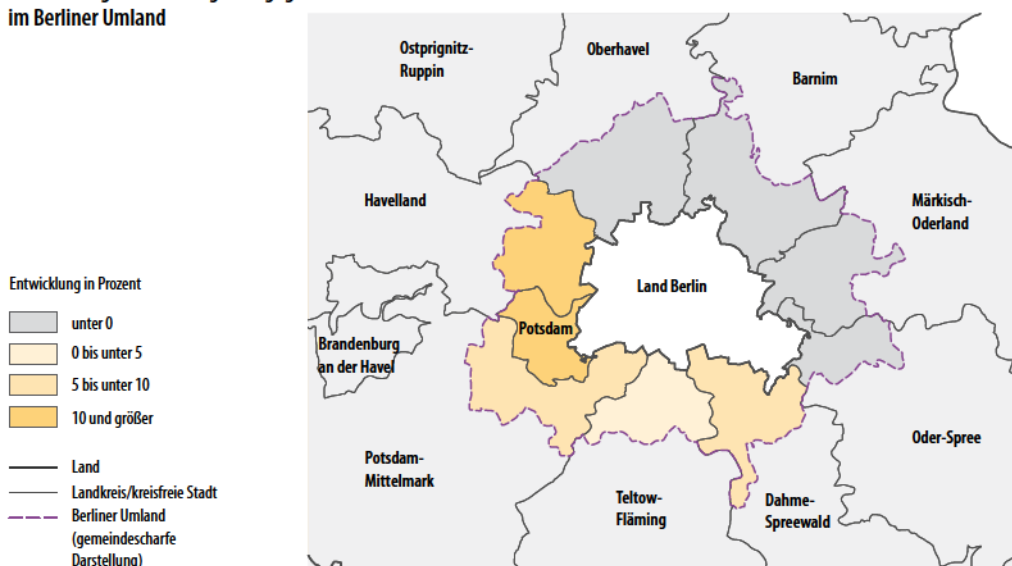 im Berliner Umland
Ostprignitz-
Ruppin
Oberhavel
Barnim
Havelland
Märkisch-
Oderland
Entwicklung in Prozent
unter 0
0 bis unter 5
5 bis unter 10
10 und größer
Land Berlin
Potsdam
Brandenburg
an der Havel
Potsdam-
Mittelmark
Teltow-
Fläming
Dahme-
Spreewald
Oder-Spree
Land
Landkreis/kreisfreie Stadt
Berliner Umland
(gemeindescharfe
Darstellung)